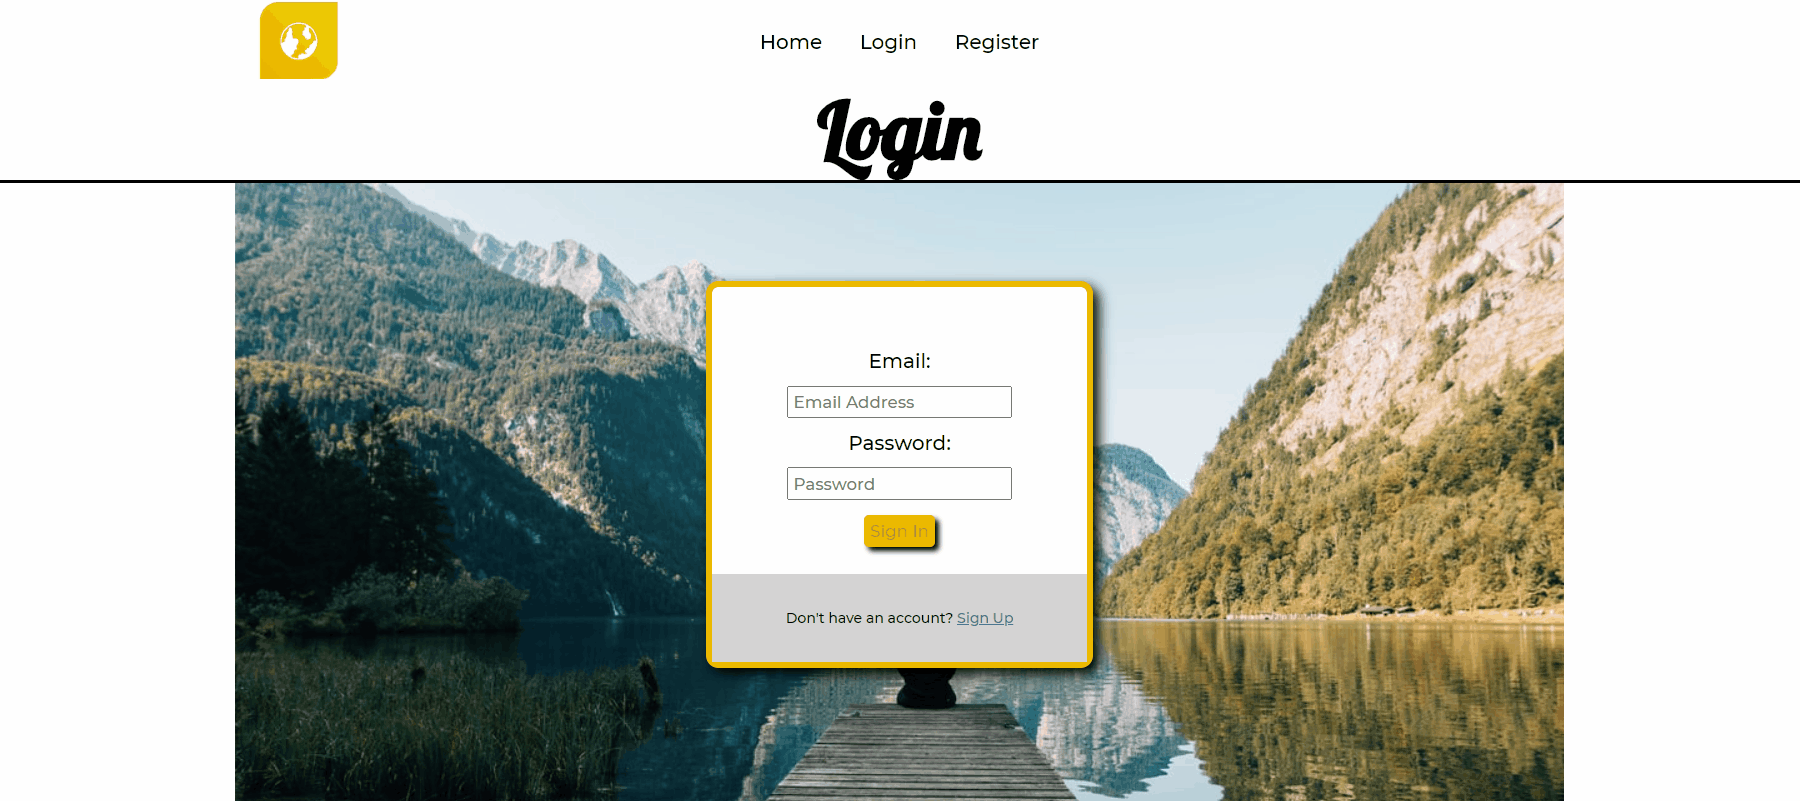 Home Login Register
Login
Email:
Email Address
Password:
Password
Sign In
Don't have an account? Sign Up